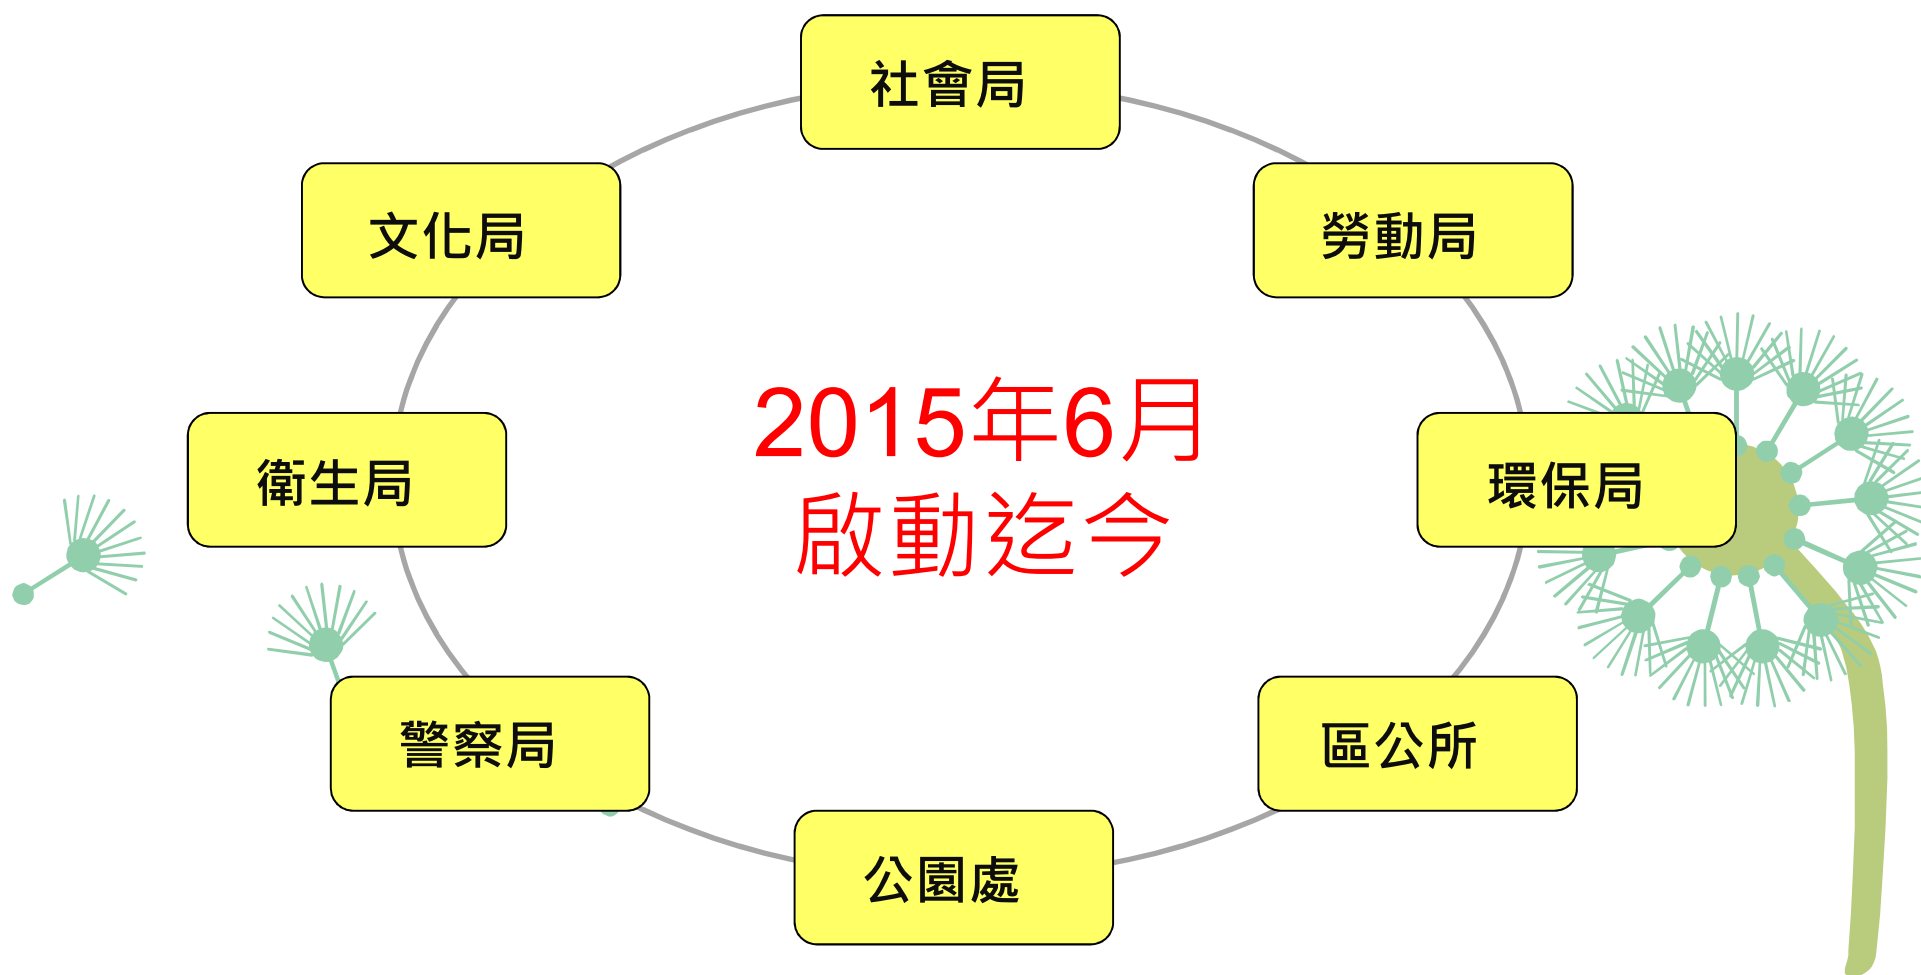 社會局
文化局
勞動局
2015年6月
啟動迄今
衛生局
環保局
警察局
區公所
公園處